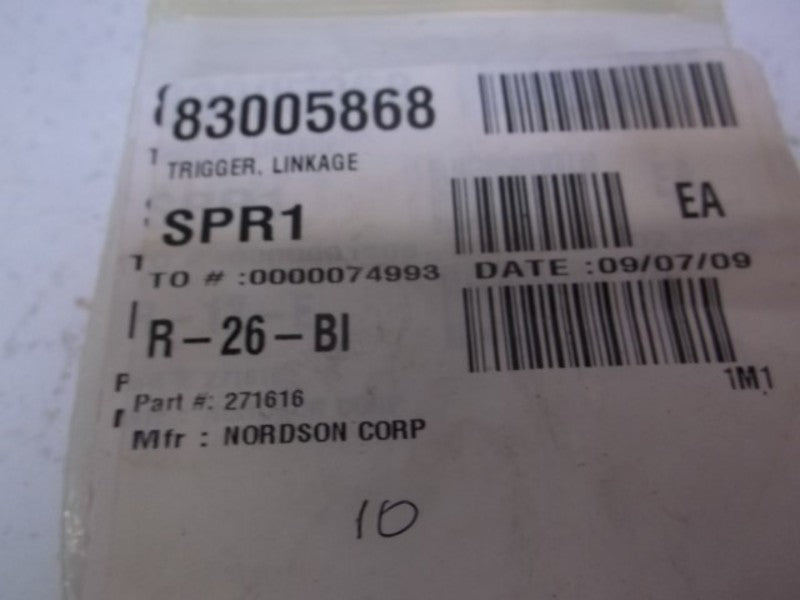 83005868
TRIGGER, LINKAGE
SPR1 EA
TO # :0000074993 DATE :09/07/09
R-26-BI
1M1
Part #: 271616
Mfr : NORDSON CORP
10